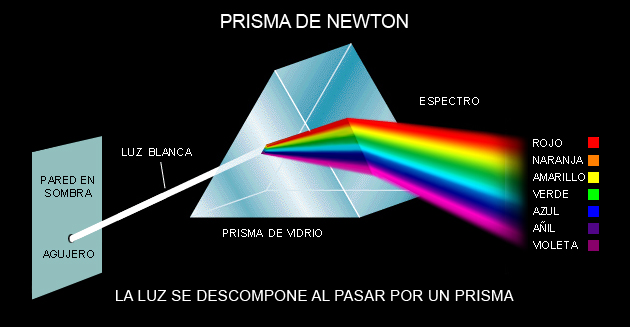 PRISMA DE NEWTON
ESPECTRO
LUZ BLANCA
PARED EN
SOMBRA
AGUJERO
PRISMA DE VIDRIO
ROJO
NARANJA
AMARILLO
VERDE
AZUL
AÑIL
VIOLETA
LA LUZ SE DESCOMPONE AL PASAR POR UN PRISMA